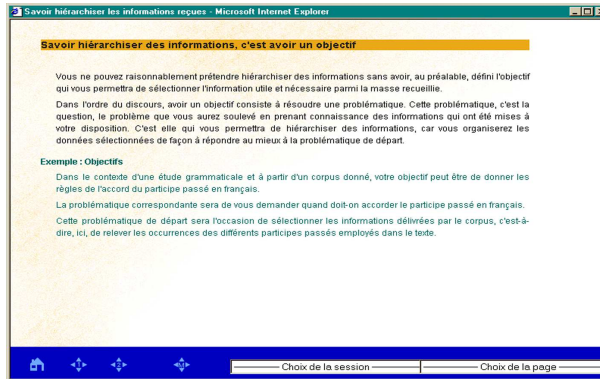 Savoir hiérarchiser les informations reçues - Microsoft Internet Explorer
Savoir hiérarchiser des informations, c'est avoir un objectif
Vous ne pouvez raisonnablement prétendre hiérarchiser des informations sans avoir, au préalable, défini l'objectif
qui vous permettra de sélectionner l'information utile et nécessaire parmi la masse recueillie.
Dans l'ordre du discours, avoir un objectif consiste à résoudre une problématique. Cette problématique, c'est la
question, le problème que vous aurez soulevé en prenant connaissance des informations qui ont été mises à
votre disposition. C'est elle qui vous permettra de hiérarchiser des informations, car vous organiserez les
données sélectionnées de façon à répondre au mieux à la problématique de départ.
Exemple : Objectifs
Dans le contexte d'une étude grammaticale et à partir d'un corpus donné, votre objectif peut être de donner les
règles de l'accord du participe passé en français.
La problématique correspondante sera de vous demander quand doit-on accorder le participe passé en français.
Cette problématique de départ sera l'occasion de sélectionner les informations délivrées par le corpus, c'est-à-
dire, ici, de relever les occurrences des différents participes passés employés dans le texte.
Choix de la session Choix de la page